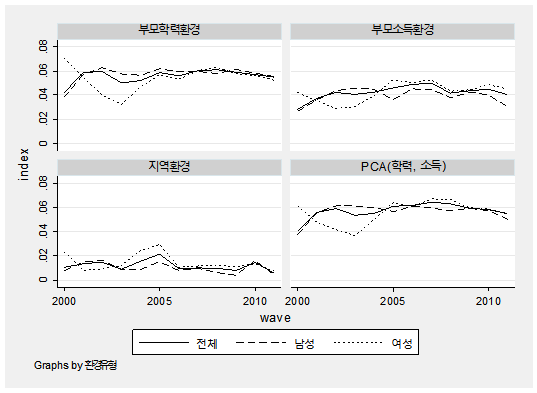 부모학력환경
부모소득환경
.08
.06
.04
.02
0
지역환경
PCA(학력, 소득)
.08
.06
.04
.02
0
index
2000
2005
2010
2000
2005
2010
wave
전체
남성
여성
Graphs by 환경유형